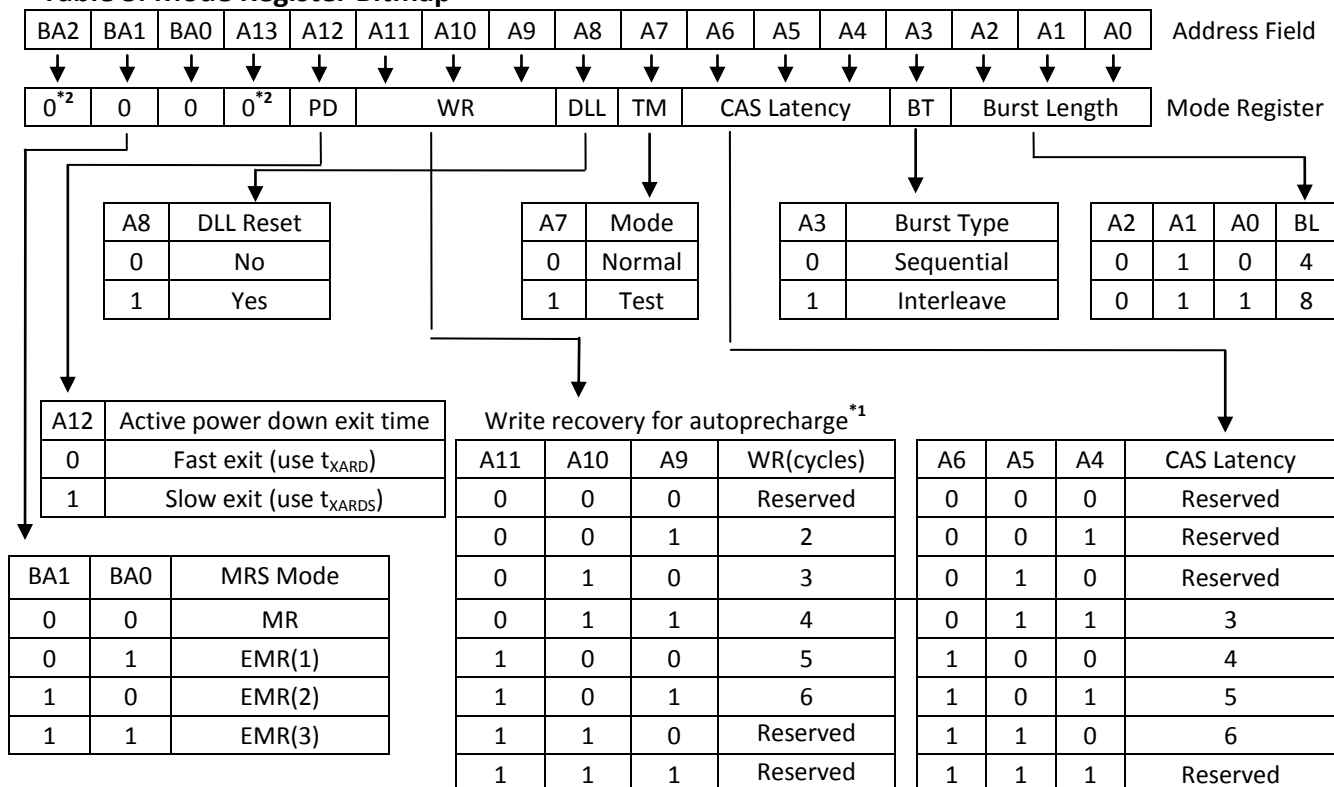 Table 3. Mode Register Bitmap
BA2 BA1 BA0 A13 A12 A11 A10 A9 A8 A7 A6 A5 A4 A3 A2 A1 A0 Address Field
0*2 0 0 0*2 PD WR DLL TM CAS Latency BT Burst Length Mode Register
A8 DLL Reset
0 No
1 Yes
A7 Mode
0 Normal
1 Test
A3 Burst Type
0 Sequential
1 Interleave
A2 A1 A0 BL
0 1 0 4
0 1 1 8
A12 Active power down exit time
0 Fast exit (use tXARD)
1 Slow exit (use tXARDS)
BA1 BA0 MRS Mode
0 0 MR
0 1 EMR(1)
1 0 EMR(2)
1 1 EMR(3)
Write recovery for autoprecharge*1
A11 A10 A9 WR(cycles)
0 0 0 Reserved
0 0 1 2
0 1 0 3
0 1 1 4
1 0 0 5
1 0 1 6
1 1 0 Reserved
1 1 1 Reserved
A6 A5 A4 CAS Latency
0 0 0 Reserved
0 0 1 Reserved
0 1 0 Reserved
0 1 1 3
1 0 0 4
1 0 1 5
1 1 0 6
1 1 1 Reserved